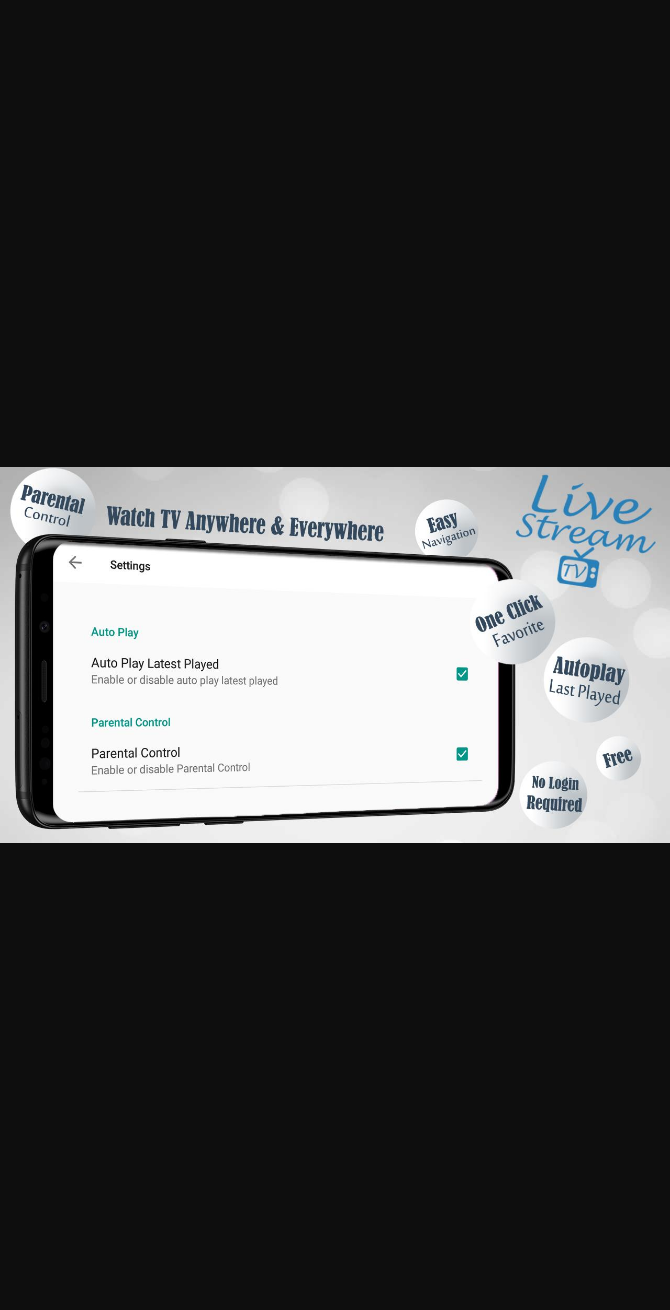 Parental
Control
Watch TV Anywhere & Everywhere
Easy
Navigation
Live
Stream
TV
Settings
One Click
Favorite
Auto Play
Auto Play Latest Played
Enable or disable auto play latest played
Autoplay
Last Played
Parental Control
Parental Control
Enable or disable Parental Control
Free
No Login
Required